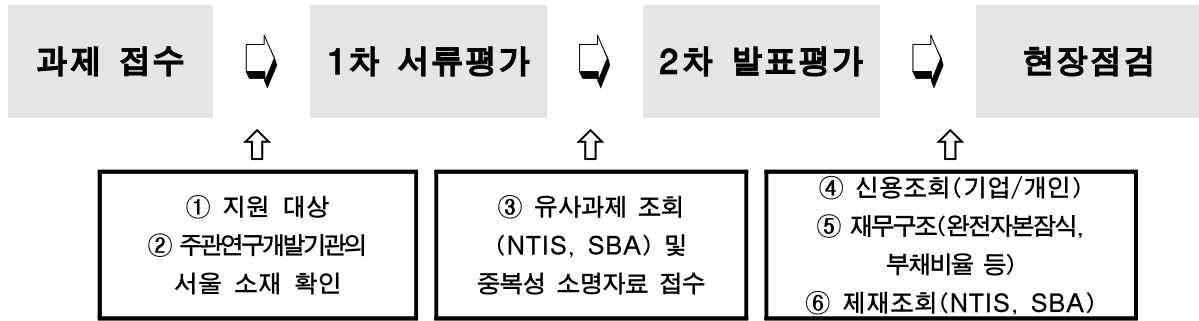 과제 접수
1차 서류평가
2차 발표평가
현장점검
① 지원 대상
② 주관연구개발기관의
서울 소재 확인
③ 유사과제 조회
(NTIS, SBA) 및
중복성 소명자료 접수
④ 신용조회(기업/개인)
⑤ 재무구조(완전자본잠식,
부채비율 등)
⑥ 제재조회(NTIS, SBA)